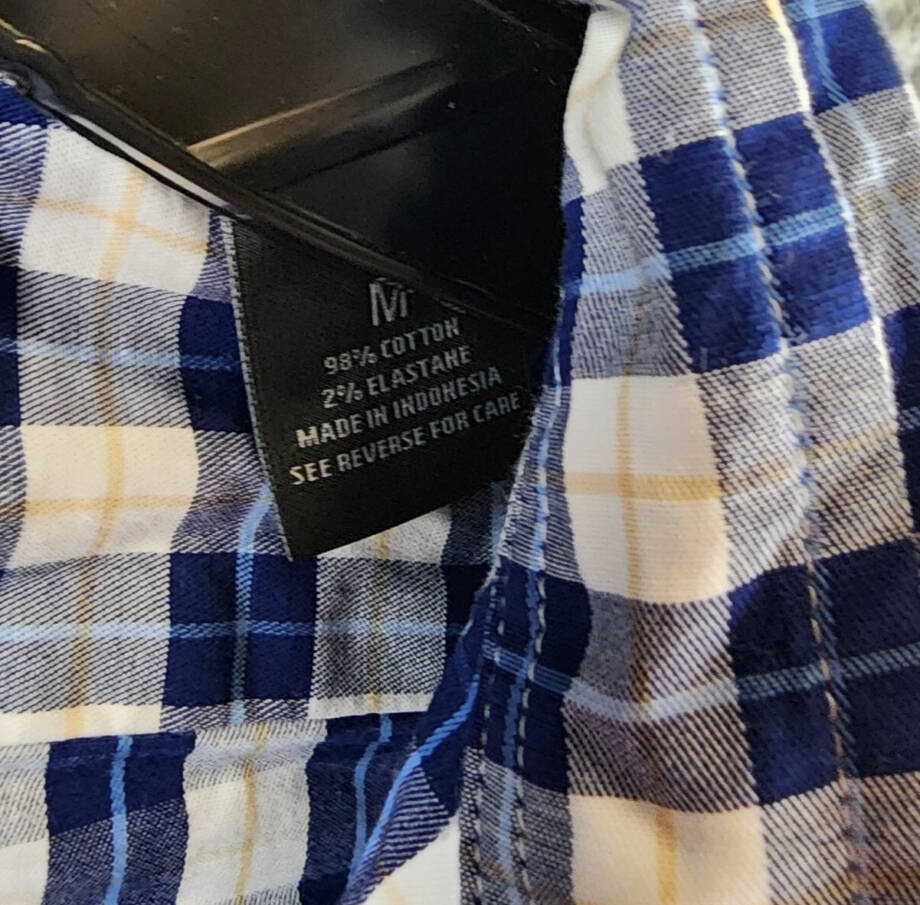 M
98% COTTON
2% ELASTANE
MADE IN INDONESIA
SEE REVERSE FOR CARE